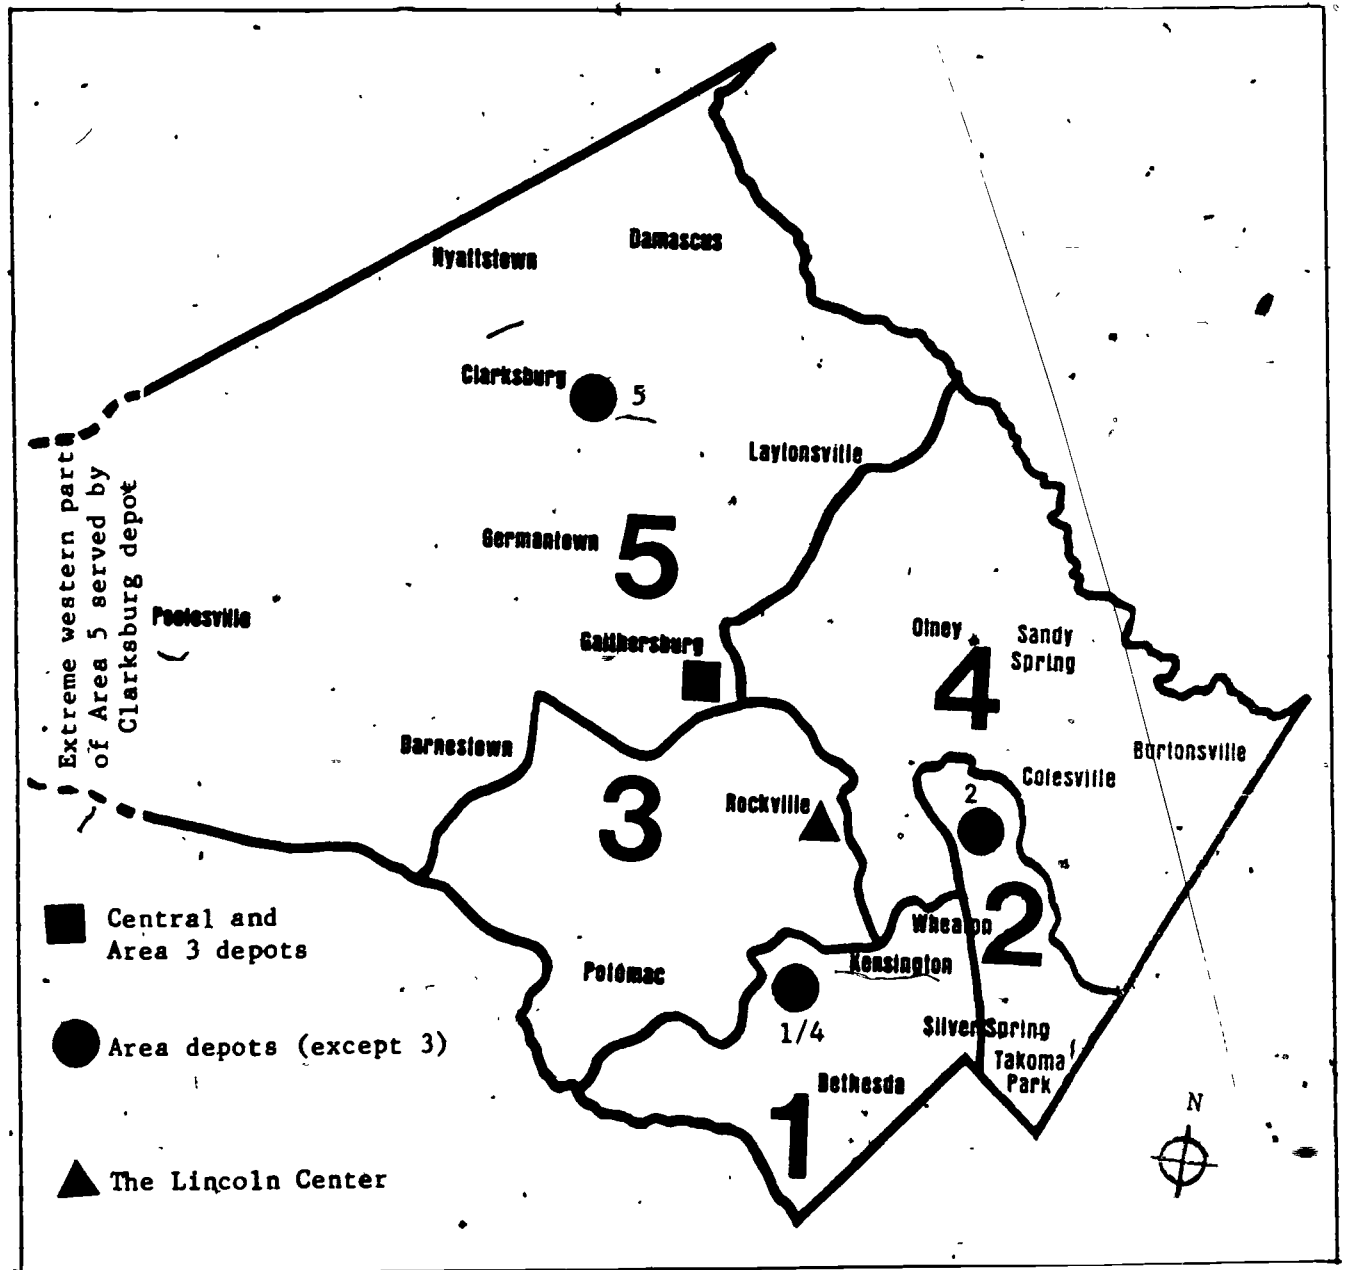 Damascus
Hyattstown
Clarksburg
5
Laytonsville
Germantown
5
Extreme western part
of Area 5 served by
Clarksburg depot
Poolesville
Gaithersburg
Olney
Sandy
Spring
4
Darnestown
Burtonsville
Colesville
3
Rockville
2
2
Wheaton
Kensington
Potomac
1/4
Silver Spring
Takoma
Park
Bethesda
1
Central and
Area 3 depots
Area depots (except 3)
The Lincoln Center
N